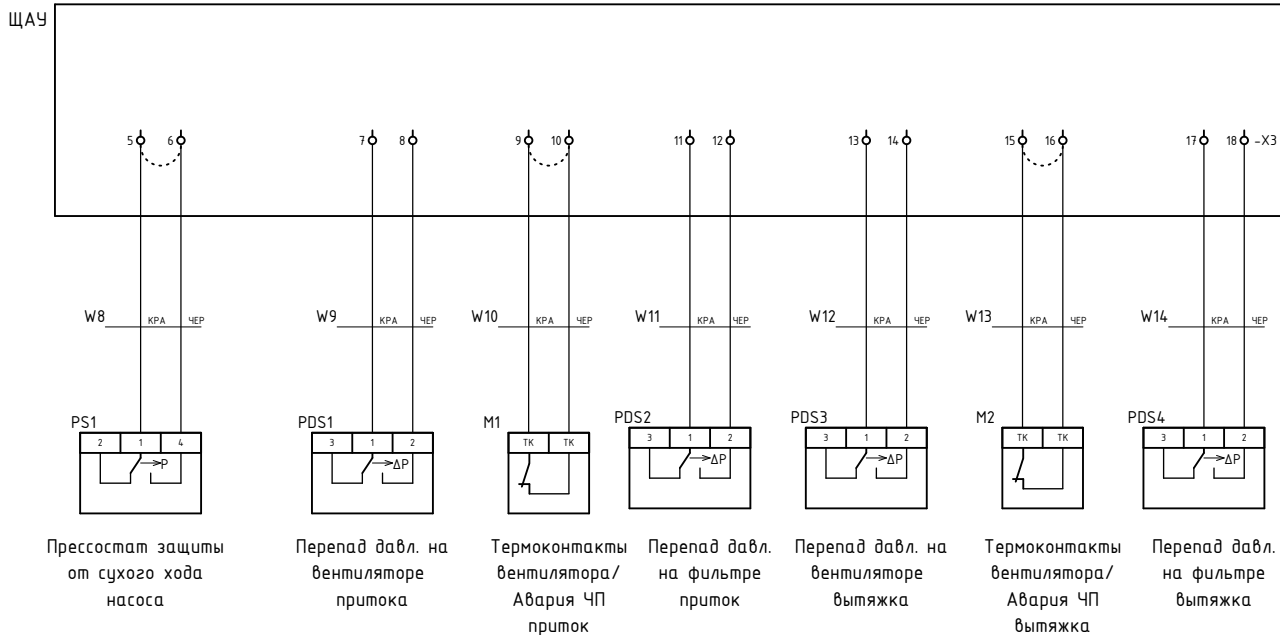 ЩАУ
5 6 7 8 9 10 11 12 13 14 15 16 17 18 -X3
W8 КРА ЧЕР W9 КРА ЧЕР W10 КРА ЧЕР W11 КРА ЧЕР W12 КРА ЧЕР W13 КРА ЧЕР W14 КРА ЧЕР
PS1 PDS1 M1 PDS2 PDS3 M2 PDS4
2 1 4 3 1 2 ТК ТК 3 1 2 3 1 2 ТК ТК 3 1 2
P ΔP ΔP ΔP ΔP
Прессостат защиты
от сухого хода
насоса
Перепад давл. на
вентиляторе
притока
Термоконтакты
вентилятора/
Авария ЧП
приток
Перепад давл.
на фильтре
приток
Перепад давл. на
вентиляторе
вытяжка
Термоконтакты
вентилятора/
Авария ЧП
вытяжка
Перепад давл.
на фильтре
вытяжка